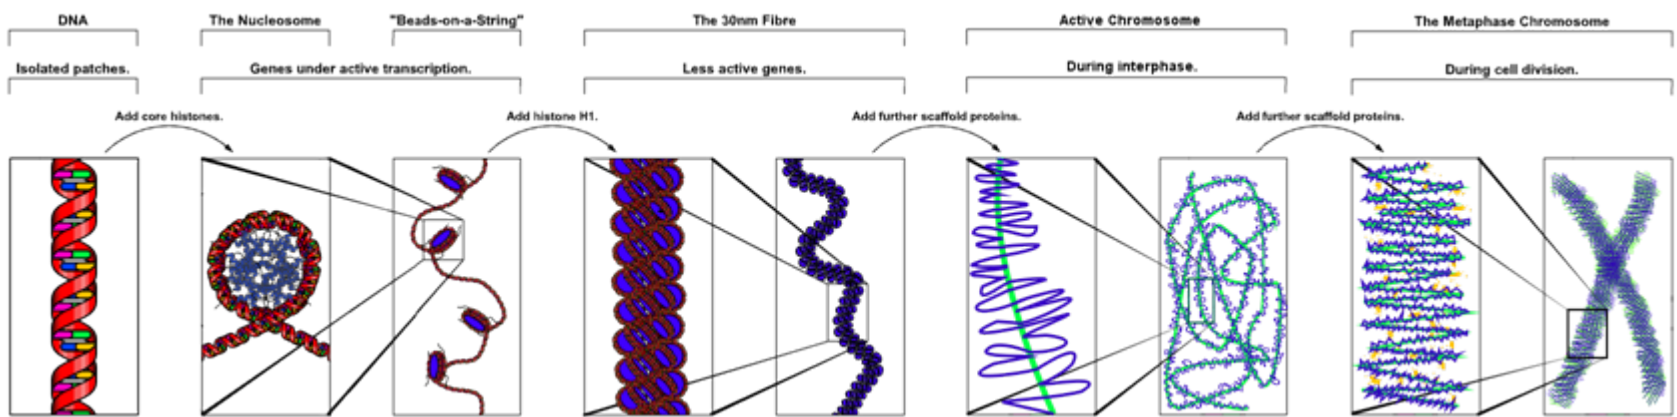 DNA
The Nucleosome
"Beads-on-a-String"
The 30nm Fibre
Active Chromosome
The Metaphase Chromosome
Isolated patches.
Genes under active transcription.
Less active genes.
During interphase.
During cell division.
Add core histones.
Add histone H1.
Add further scaffold proteins.
Add further scaffold proteins.